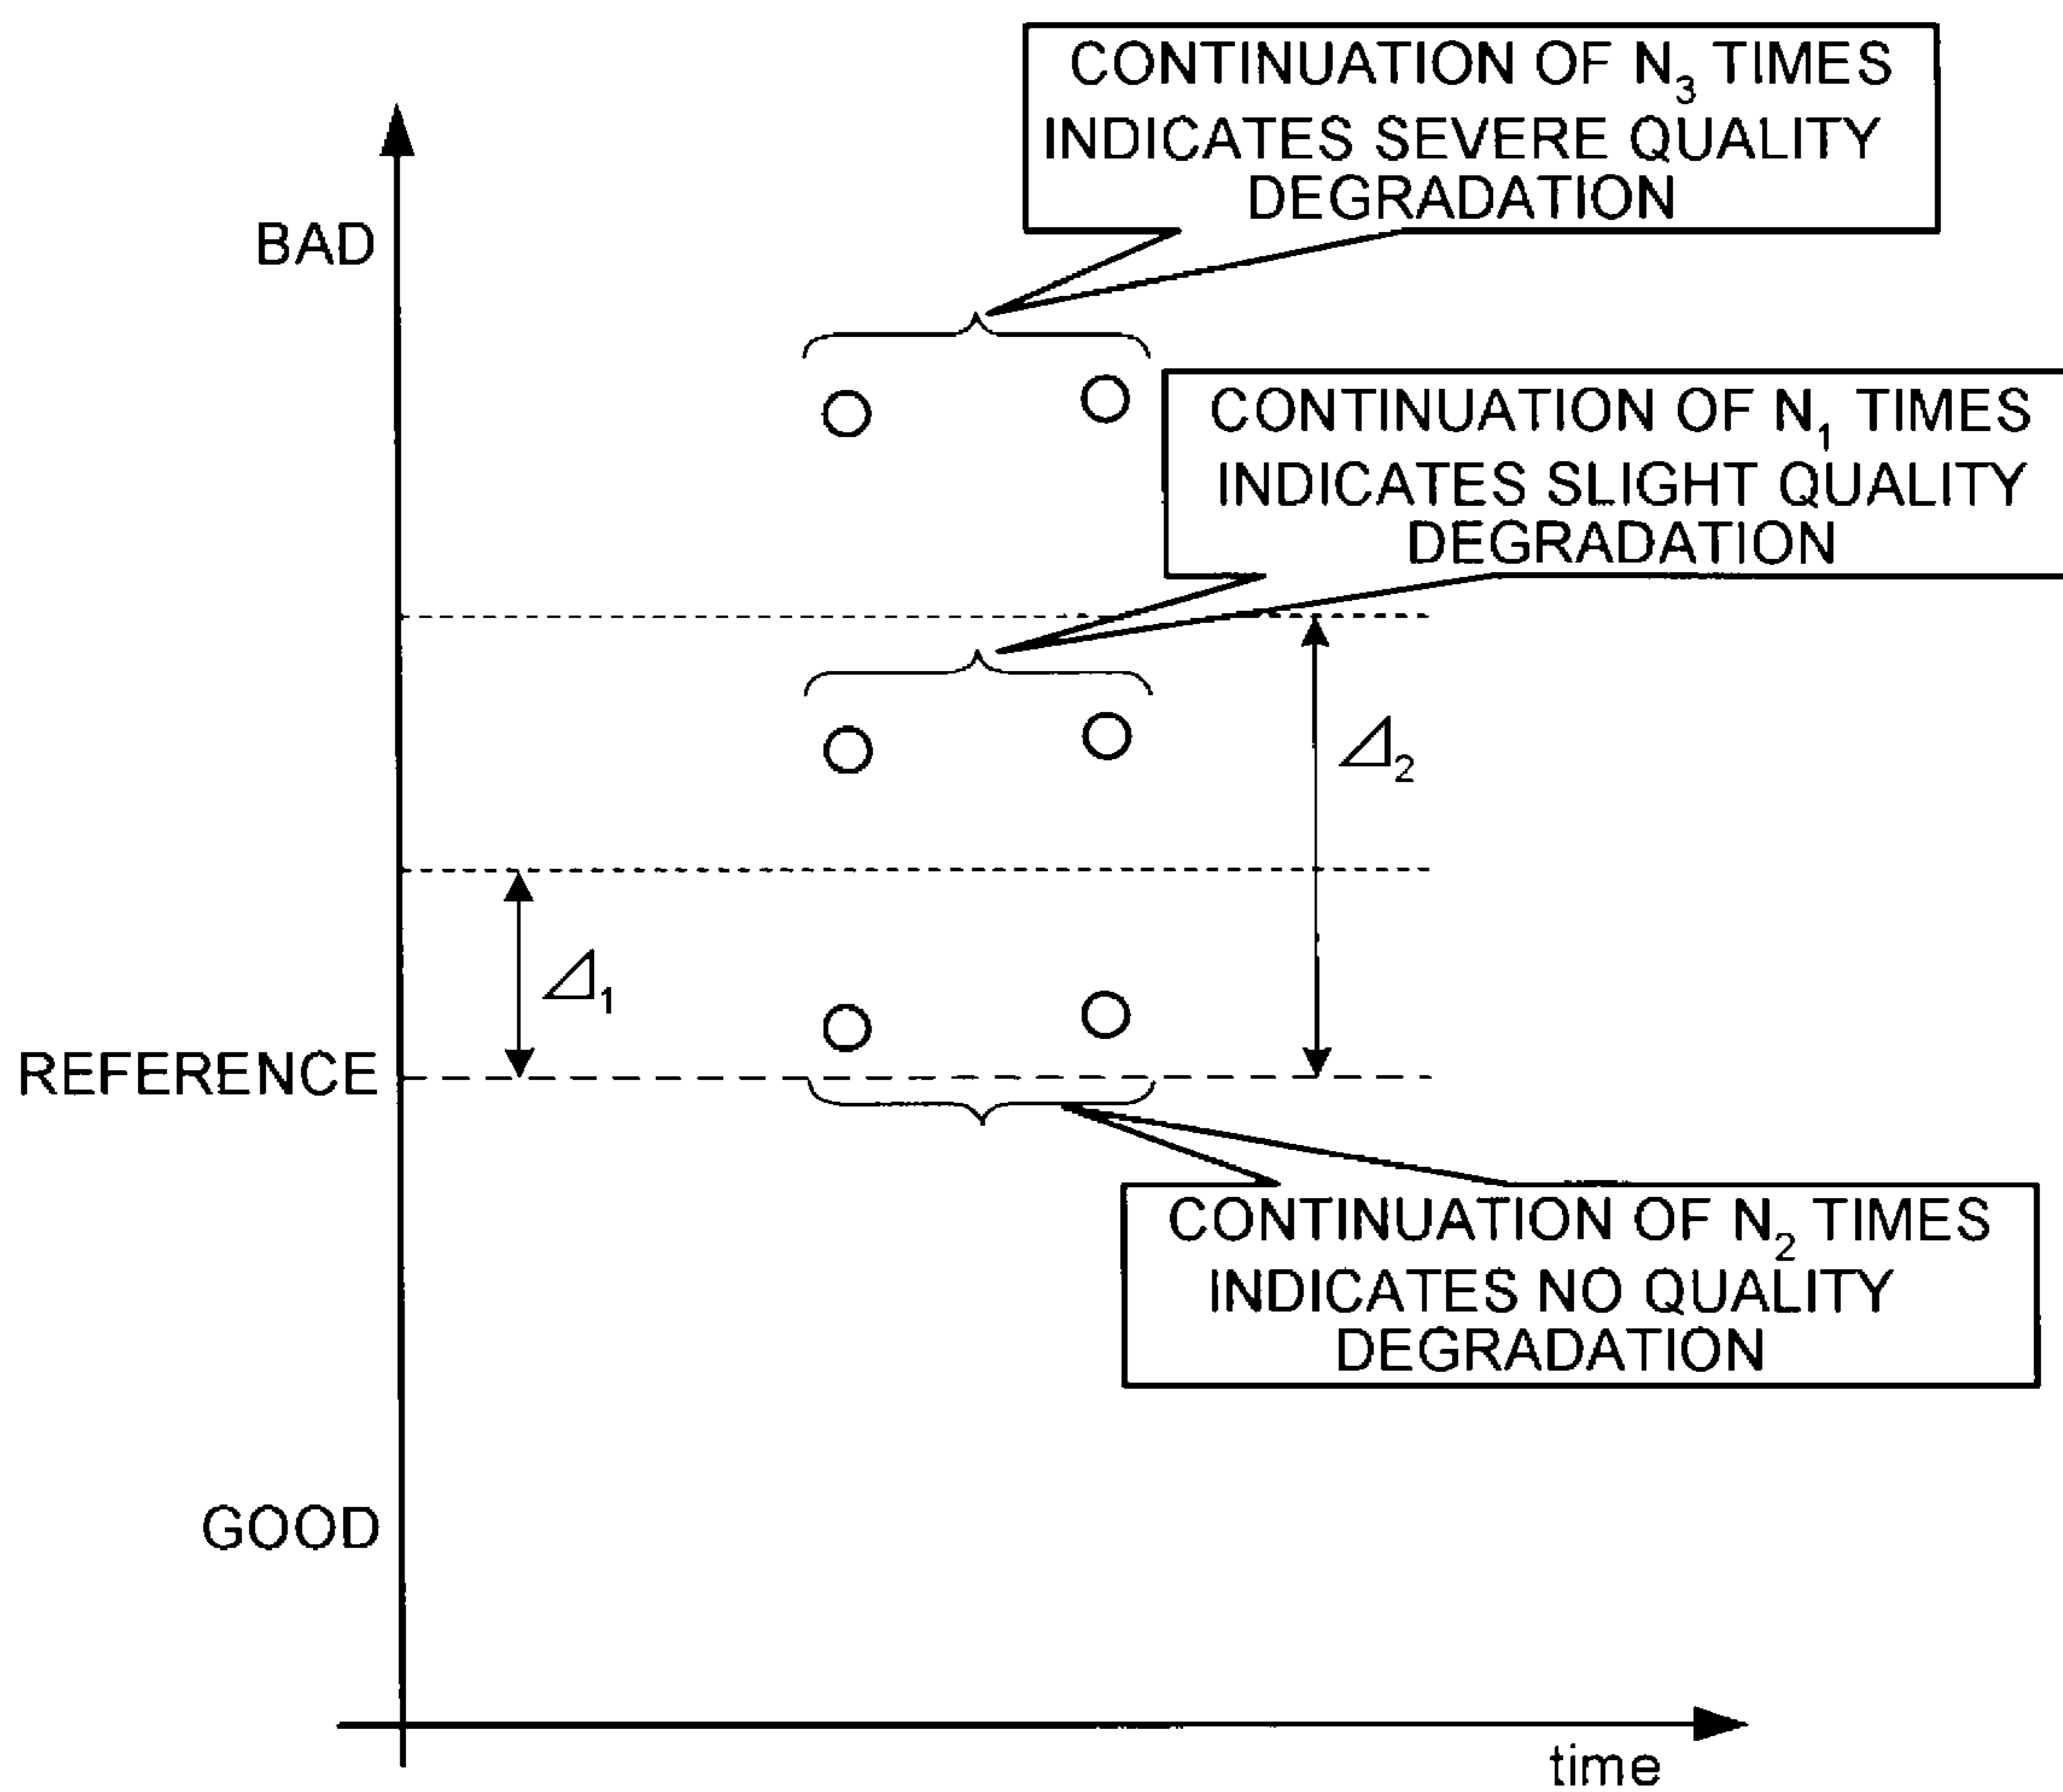 CONTINUATION OF N₃ TIMES
INDICATES SEVERE QUALITY
DEGRADATION
BAD
CONTINUATION OF N₁ TIMES
INDICATES SLIGHT QUALITY
DEGRADATION
Δ₂
Δ₁
REFERENCE
CONTINUATION OF N₂ TIMES
INDICATES NO QUALITY
DEGRADATION
GOOD
time